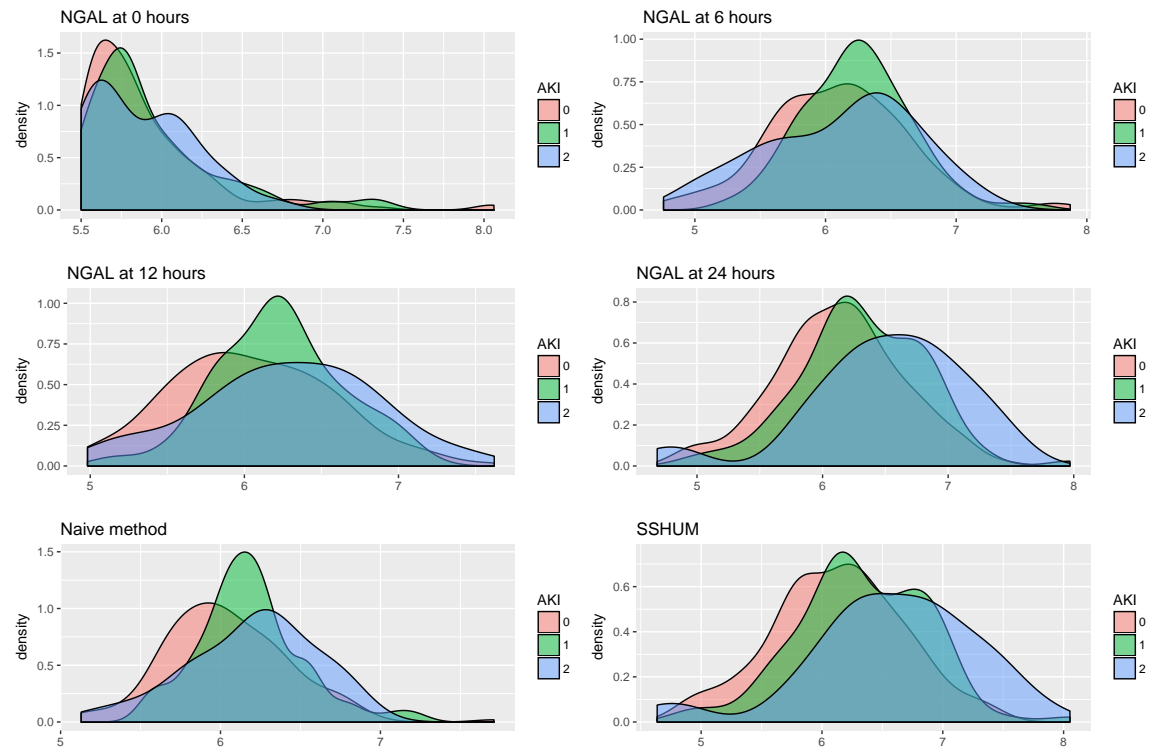 NGAL at 0 hours
density
1.5
1.0
0.5
0.0
5.5 6.0 6.5 7.0 7.5 8.0
AKI
0
1
2
NGAL at 6 hours
density
1.00
0.75
0.50
0.25
0.00
5 6 7 8
AKI
0
1
2
NGAL at 12 hours
density
1.00
0.75
0.50
0.25
0.00
5 6 7
AKI
0
1
2
NGAL at 24 hours
density
0.8
0.6
0.4
0.2
0.0
5 6 7 8
AKI
0
1
2
Naive method
density
1.5
1.0
0.5
0.0
5 6 7
AKI
0
1
2
SSHUM
density
0.6
0.4
0.2
0.0
5 6 7 8
AKI
0
1
2